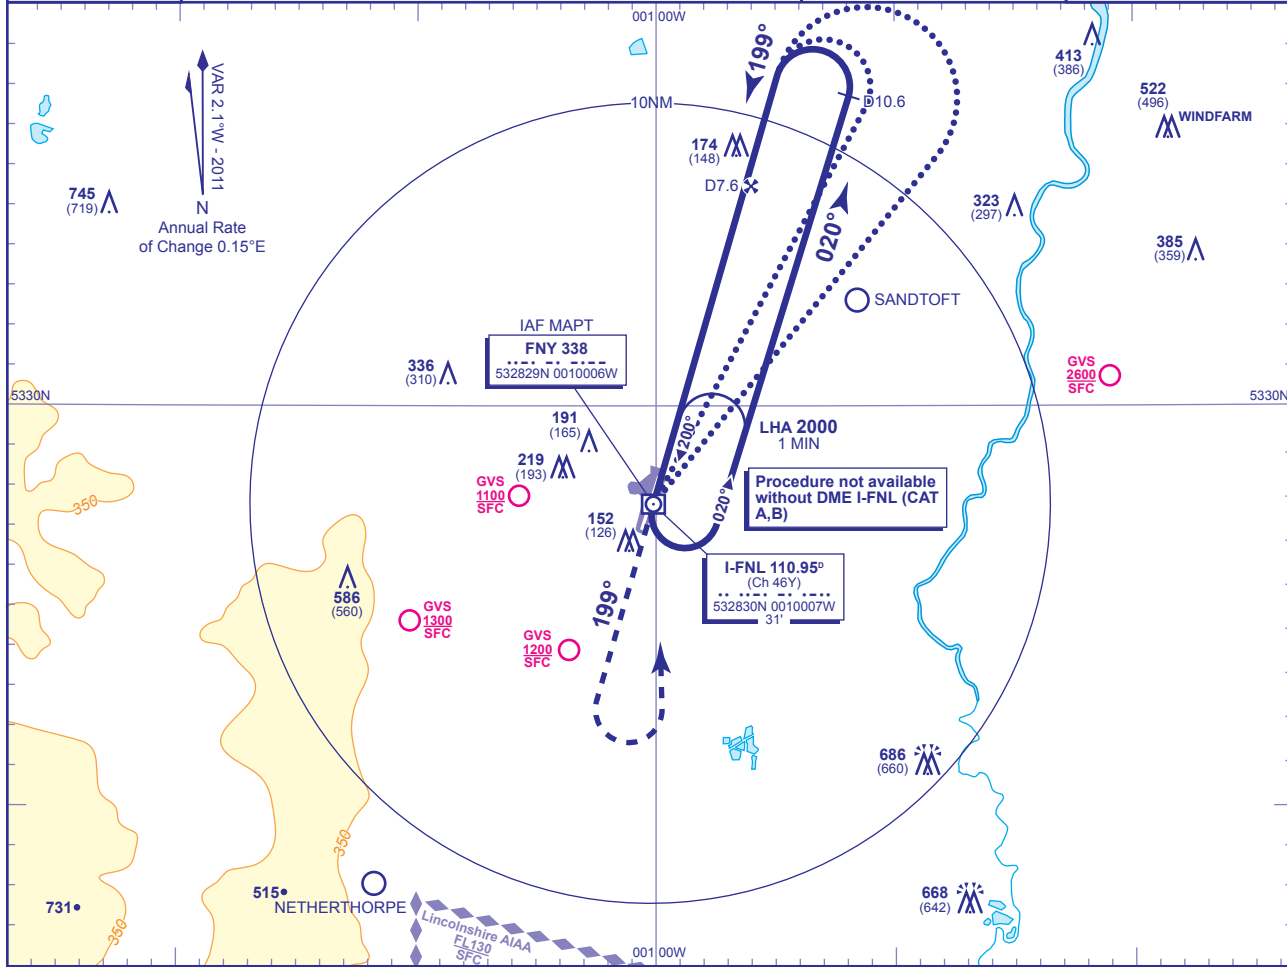 001:00W
199°
413
(386)
522
(496)
WINDFARM
VAR 2.1°W - 2011
N
Annual Rate
of Change 0.15°E
10NM
D10.6
174
(148)
D7.6
745
(719)
323
(297)
385
(359)
020°
SANDTOFT
IAF MAPT
FNY 338
532829N 0010006W
336
(310)
GVS
2600
SFC
5330N
5330N
191
(165)
200°
LHA 2000
1 MIN
219
(193)
GVS
1100
SFC
Procedure not available
without DME I-FNL (CAT
A,B)
020°
350
152
(126)
I-FNL 110.95D
(Ch 46Y)
532830N 0010007W
31'
586
(560)
199°
GVS
1300
SFC
GVS
1200
SFC
686
(660)
350
515
NETHERTHORPE
668
(642)
731
350
Lincolnshire AIAA
FL130
SFC
001:00W